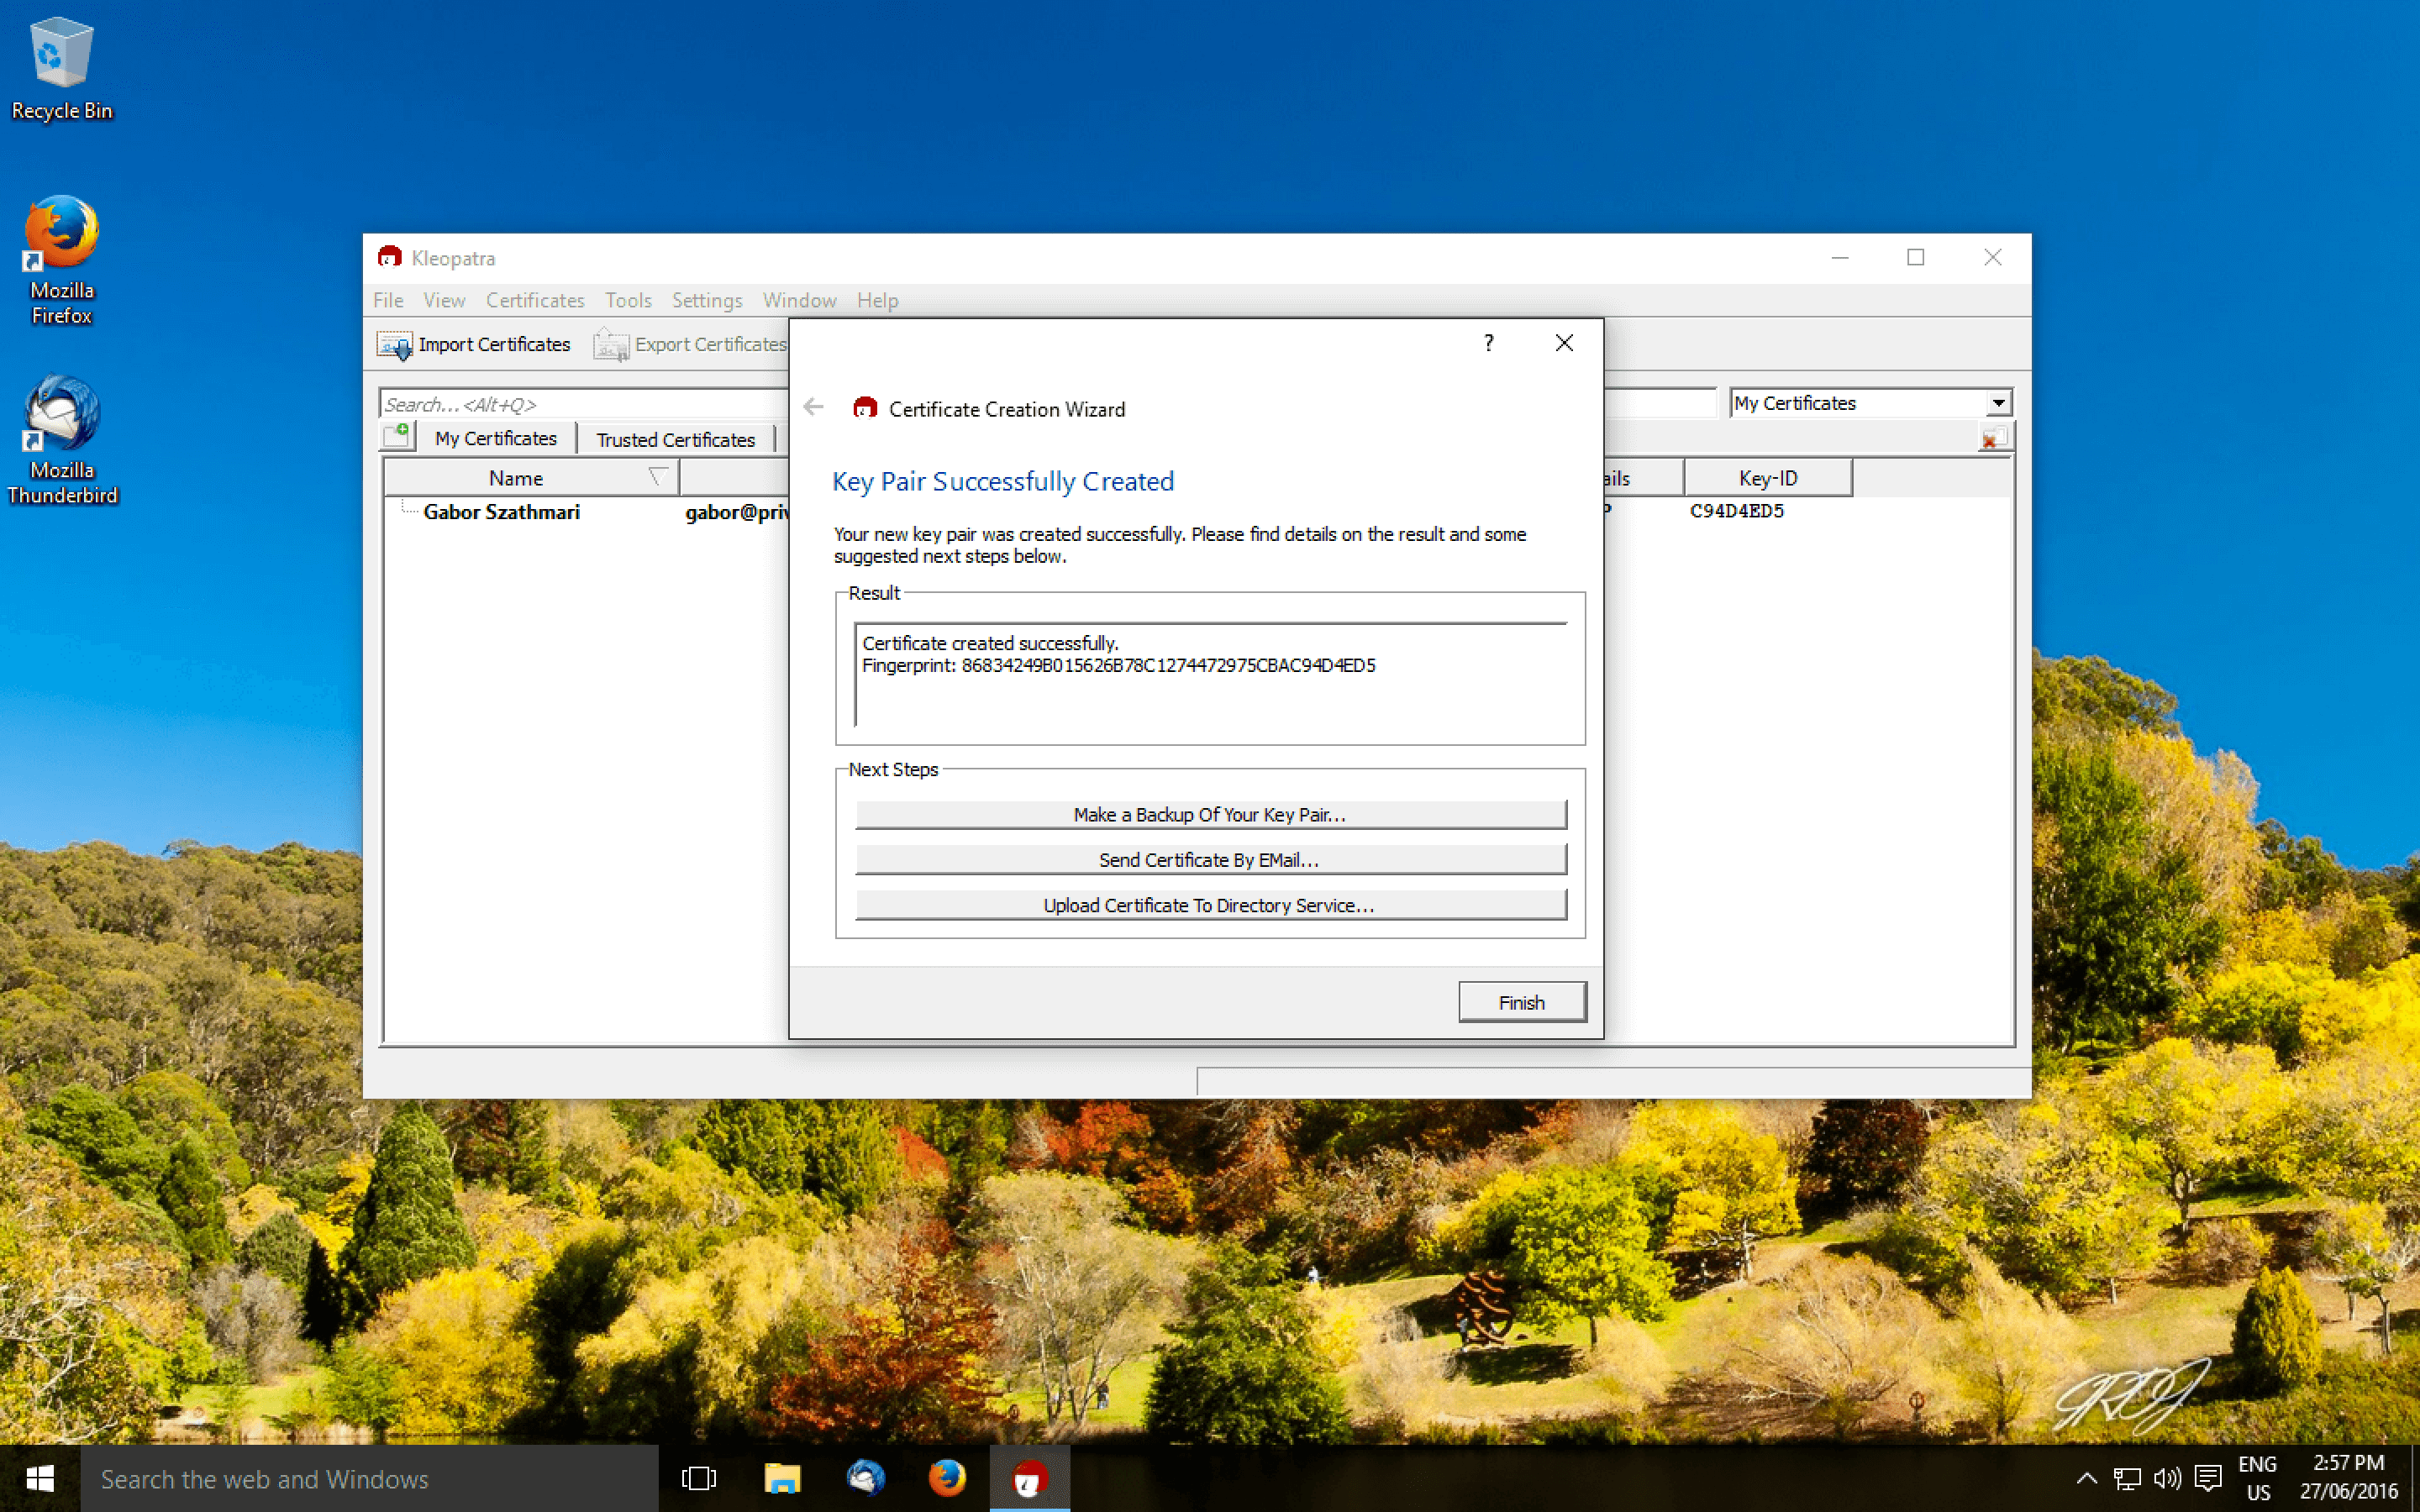 Recycle Bin
Mozilla
Firefox
Mozilla
Thunderbird
Kleopatra
File View Certificates Tools Settings Window Help
Import Certificates Export Certificates
?
Search...<Alt+Q>
My Certificates
Certificate Creation Wizard
My Certificates Trusted Certificates
Name ails Key-ID
Gabor Szathmari gabor@priv P C94D4ED5
Key Pair Successfully Created
Your new key pair was created successfully. Please find details on the result and some
suggested next steps below.
Result
Certificate created successfully.
Fingerprint: 86834249B015626B78C1274472975CBAC94D4ED5
Next Steps
Make a Backup Of Your Key Pair...
Send Certificate By EMail...
Upload Certificate To Directory Service...
Finish
Search the web and Windows
ENG
US
2:57 PM
27/06/2016